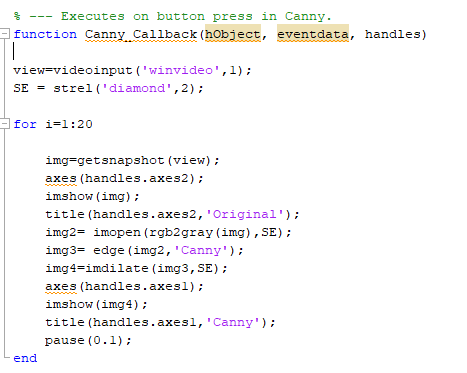 % --- Executes on button press in Canny.
function Canny_Callback(hObject, eventdata, handles)
view=videoinput('winvideo',1);
SE = strel('diamond',2);
for i=1:20
img=getsnapshot(view);
axes(handles.axes2);
imshow(img);
title(handles.axes2,'Original');
img2= imopen(rgb2gray(img),SE);
img3= edge(img2,'Canny');
img4=imdilate(img3,SE);
axes(handles.axes1);
imshow(img4);
title(handles.axes1,'Canny');
pause(0.1);
end